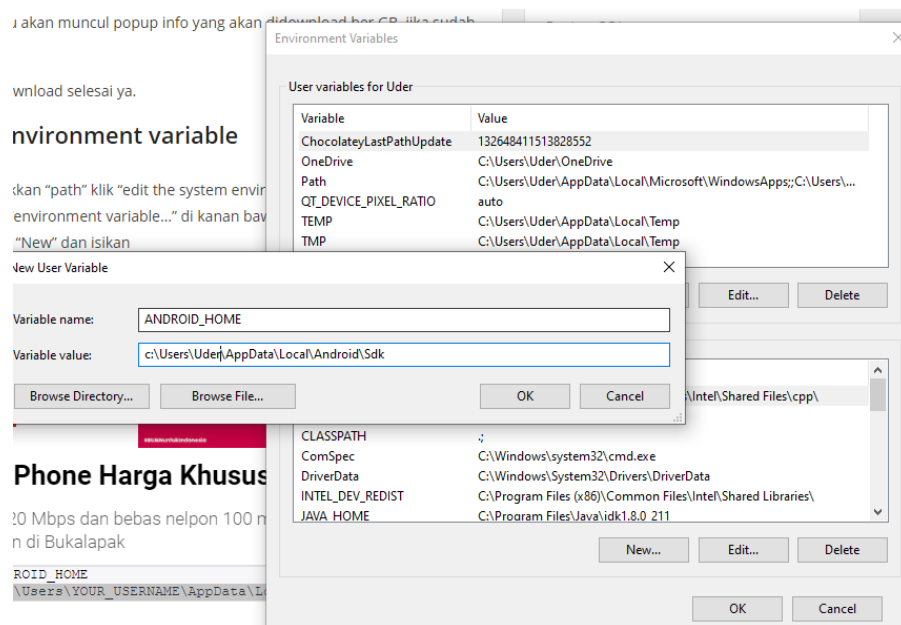 akan muncul popup info yang akan didownload per GB, jika sudah
wnload selesai ya.
nvironment variable
kkan “path” klik “edit the system envir
environment variable...” di kanan baw
“New” dan isikan
Environment Variables
User variables for Uder
Variable Value
ChocolateyLastPathUpdate 132648411513828552
OneDrive C:\Users\Uder\OneDrive
Path C:\Users\Uder\AppData\Local\Microsoft\WindowsApps;;C:\Users\...
QT_DEVICE_PIXEL_RATIO auto
TEMP C:\Users\Uder\AppData\Local\Temp
TMP C:\Users\Uder\AppData\Local\Temp
Edit... Delete
New User Variable
Variable name: ANDROID_HOME
Variable value: c:\Users\Uder\AppData\Local\Android\Sdk
Browse Directory... Browse File... OK Cancel
\Intel\Shared Files\cpp\
CLASSPATH .;
ComSpec C:\Windows\system32\cmd.exe
DriverData C:\Windows\System32\Drivers\DriverData
INTEL_DEV_REDIST C:\Program Files (x86)\Common Files\Intel\Shared Libraries\
JAVA_HOME C:\Program Files\Java\jdk1.8.0_211
New... Edit... Delete
OK Cancel
Phone Harga Khusus
20 Mbps dan bebas nelpon 100 m
n di Bukalapak
ROID_HOME
\Users\YOUR_USERNAME\AppData\Lo